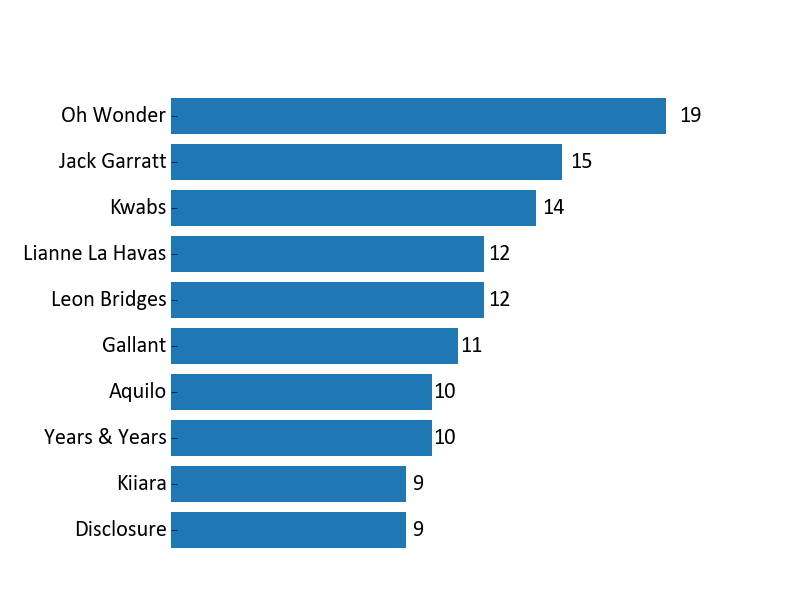 Oh Wonder 19
Jack Garratt 15
Kwabs 14
Lianne La Havas 12
Leon Bridges 12
Gallant 11
Aquilo 10
Years & Years 10
Kiiara 9
Disclosure 9